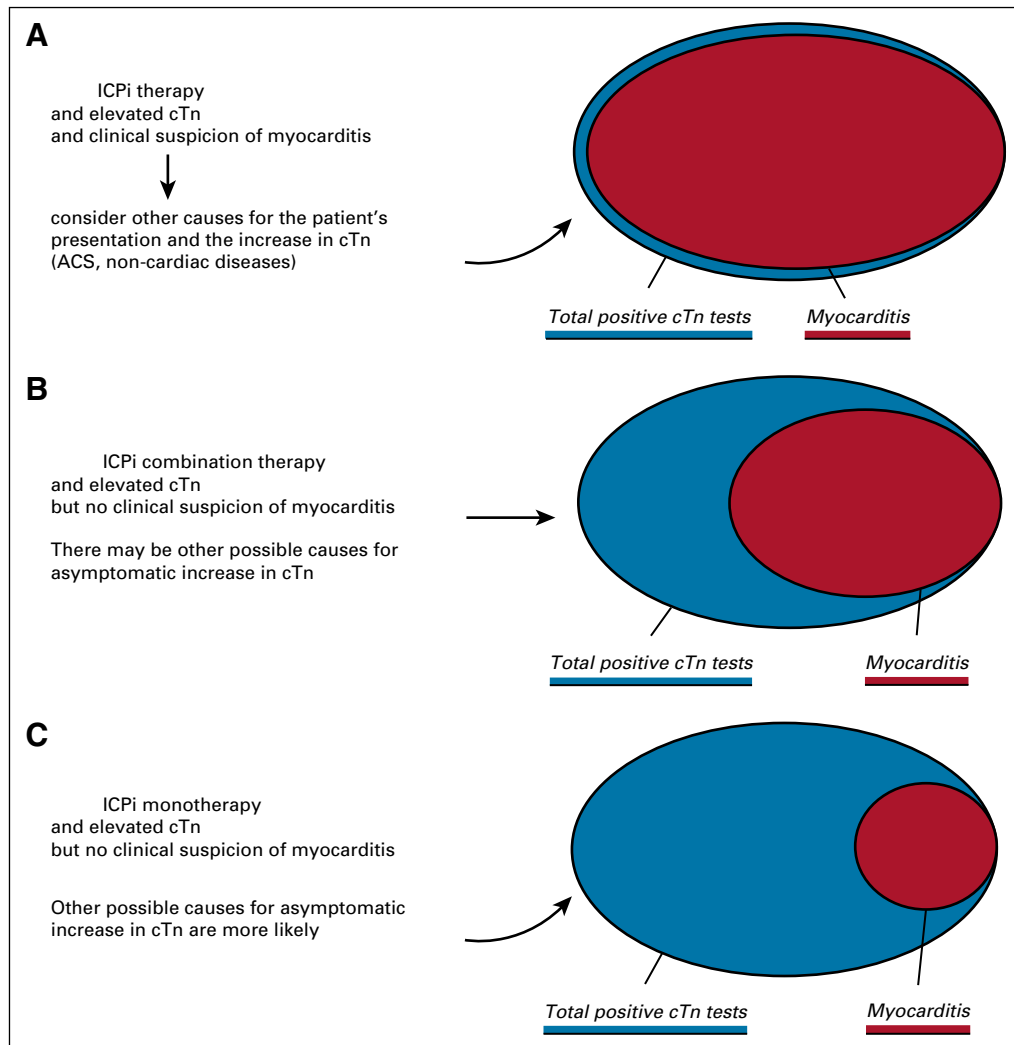 A
ICPi therapy
and elevated cTn
and clinical suspicion of myocarditis
consider other causes for the patient's
presentation and the increase in cTn
(ACS, non-cardiac diseases)
Total positive cTn tests
Myocarditis
B
ICPi combination therapy
and elevated cTn
but no clinical suspicion of myocarditis
There may be other possible causes for
asymptomatic increase in cTn
Total positive cTn tests
Myocarditis
C
ICPi monotherapy
and elevated cTn
but no clinical suspicion of myocarditis
Other possible causes for asymptomatic
increase in cTn are more likely
Total positive cTn tests
Myocarditis